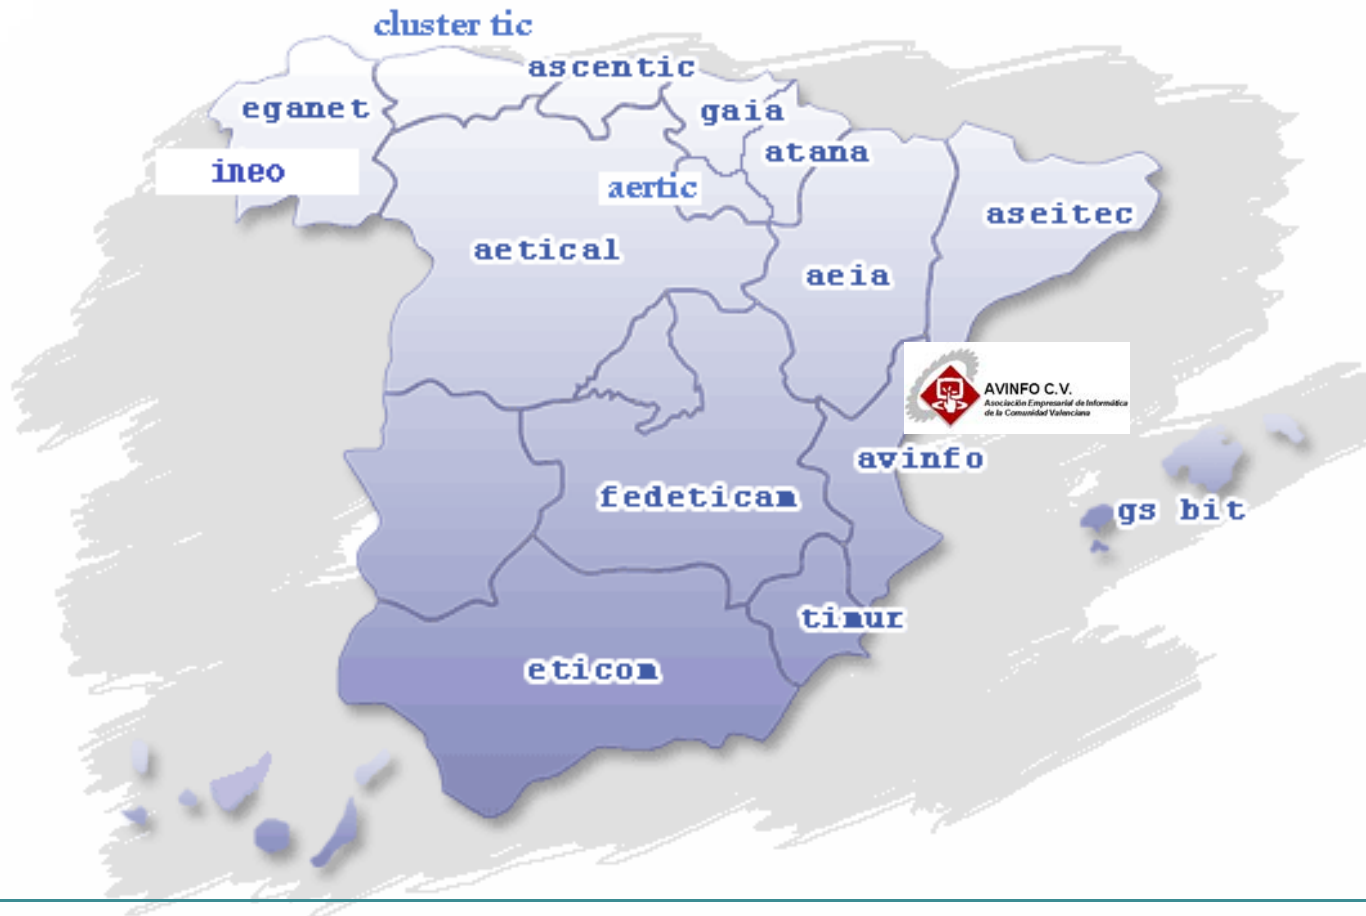 cluster tic
ascentic
eganet
gaia
atana
ineo
aertic
aseitec
aetical
aeia
AVINFO C.V.
Asociación Empresarial de Informática
de la Comunidad Valenciana
avinfo
fedeticam
gs bit
timur
eticom